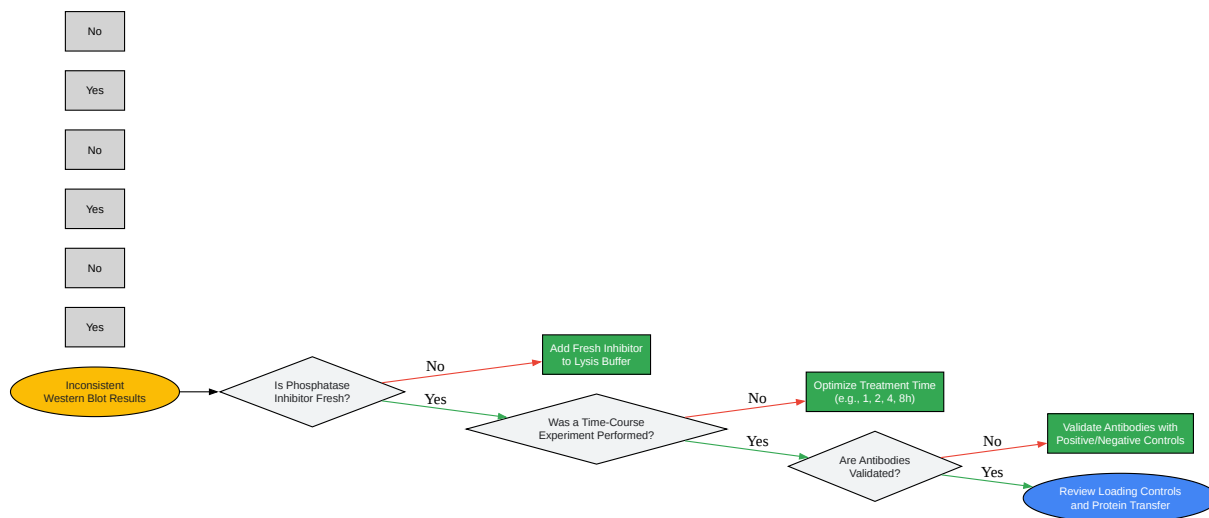 No
Yes
No
Yes
No
Yes
Inconsistent
Western Blot Results
Is Phosphatase
Inhibitor Fresh?
No
Yes
Add Fresh Inhibitor
to Lysis Buffer
Was a Time-Course
Experiment Performed?
No
Yes
Optimize Treatment Time
(e.g., 1, 2, 4, 8h)
Are Antibodies
Validated?
No
Yes
Validate Antibodies with
Positive/Negative Controls
Review Loading Controls
and Protein Transfer